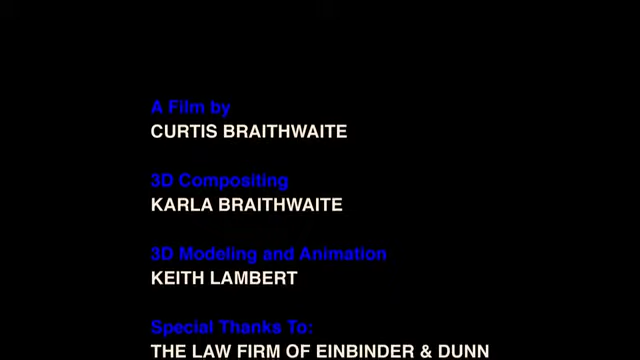 A Film by
CURTIS BRAITHWAITE
3D Compositing
KARLA BRAITHWAITE
3D Modeling and Animation
KEITH LAMBERT
Special Thanks To:
THE LAW FIRM OF EINBINDER & DUNN